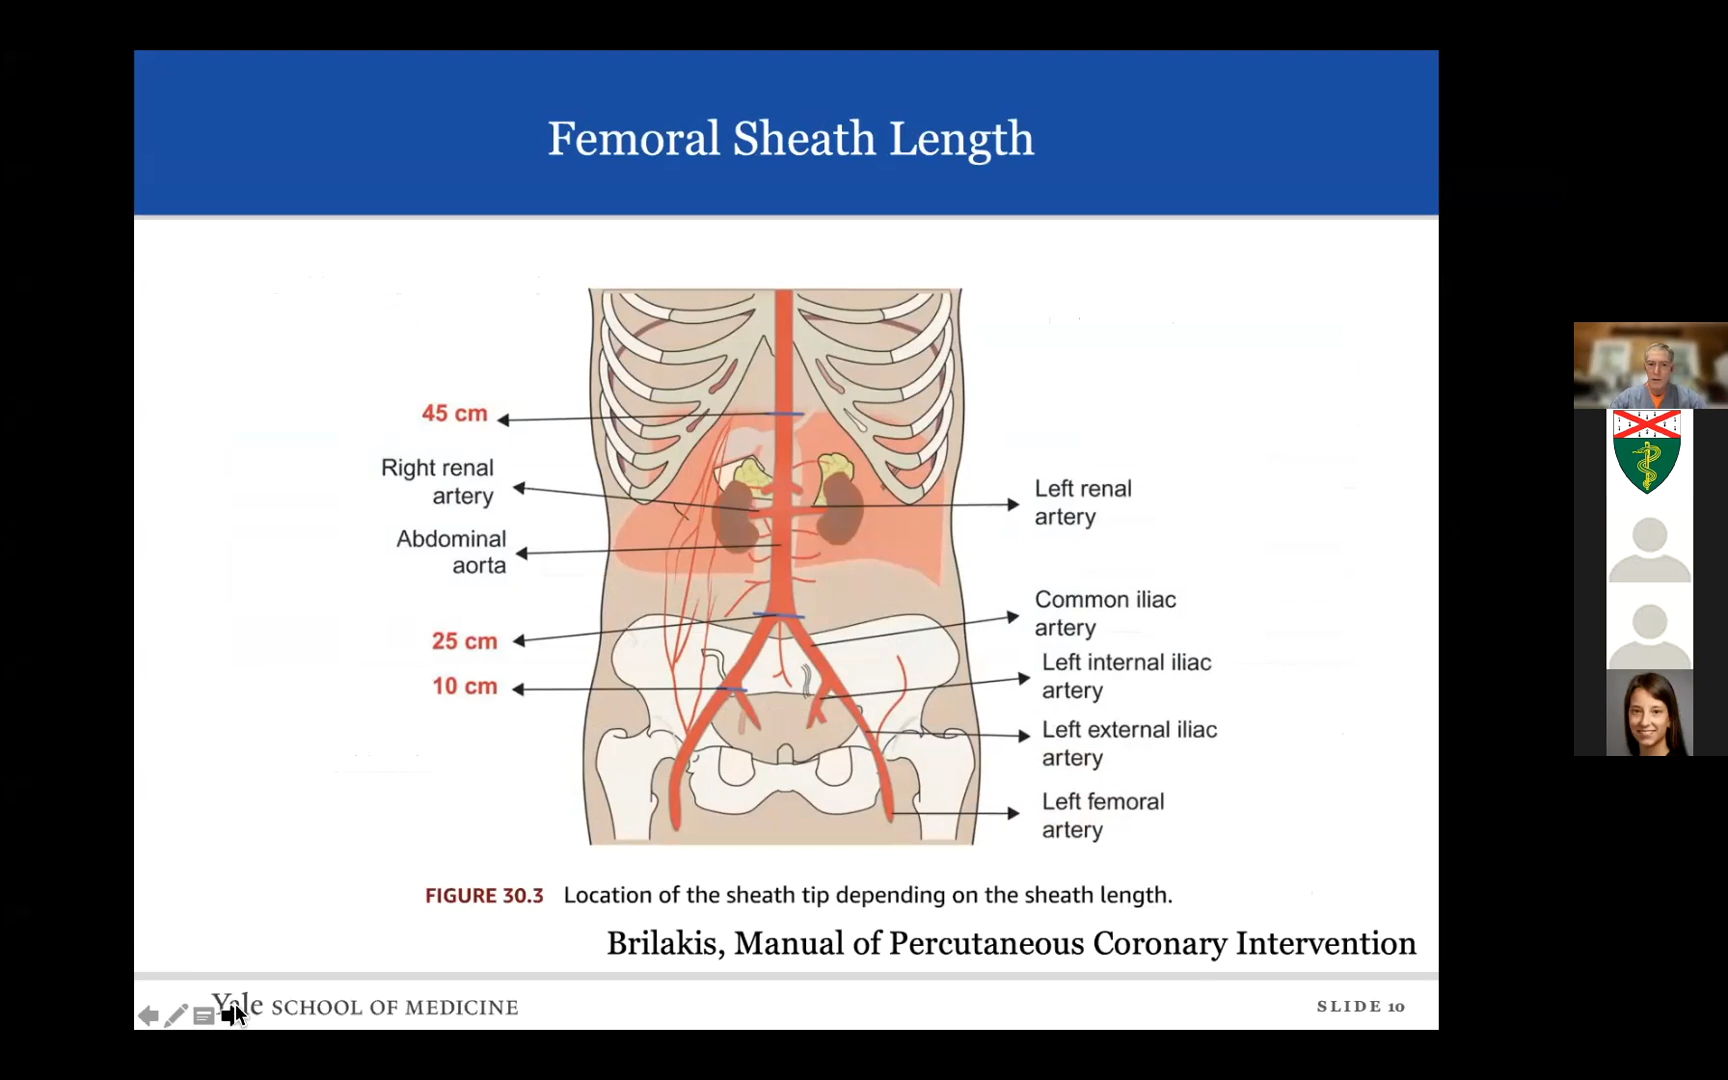 Femoral Sheath Length
45 cm
Right renal
artery
Abdominal
aorta
25 cm
10 cm
Left renal
artery
Common iliac
artery
Left internal iliac
artery
Left external iliac
artery
Left femoral
artery
FIGURE 30.3 Location of the sheath tip depending on the sheath length.
Brilakis, Manual of Percutaneous Coronary Intervention
Yale SCHOOL OF MEDICINE
SLIDE 10